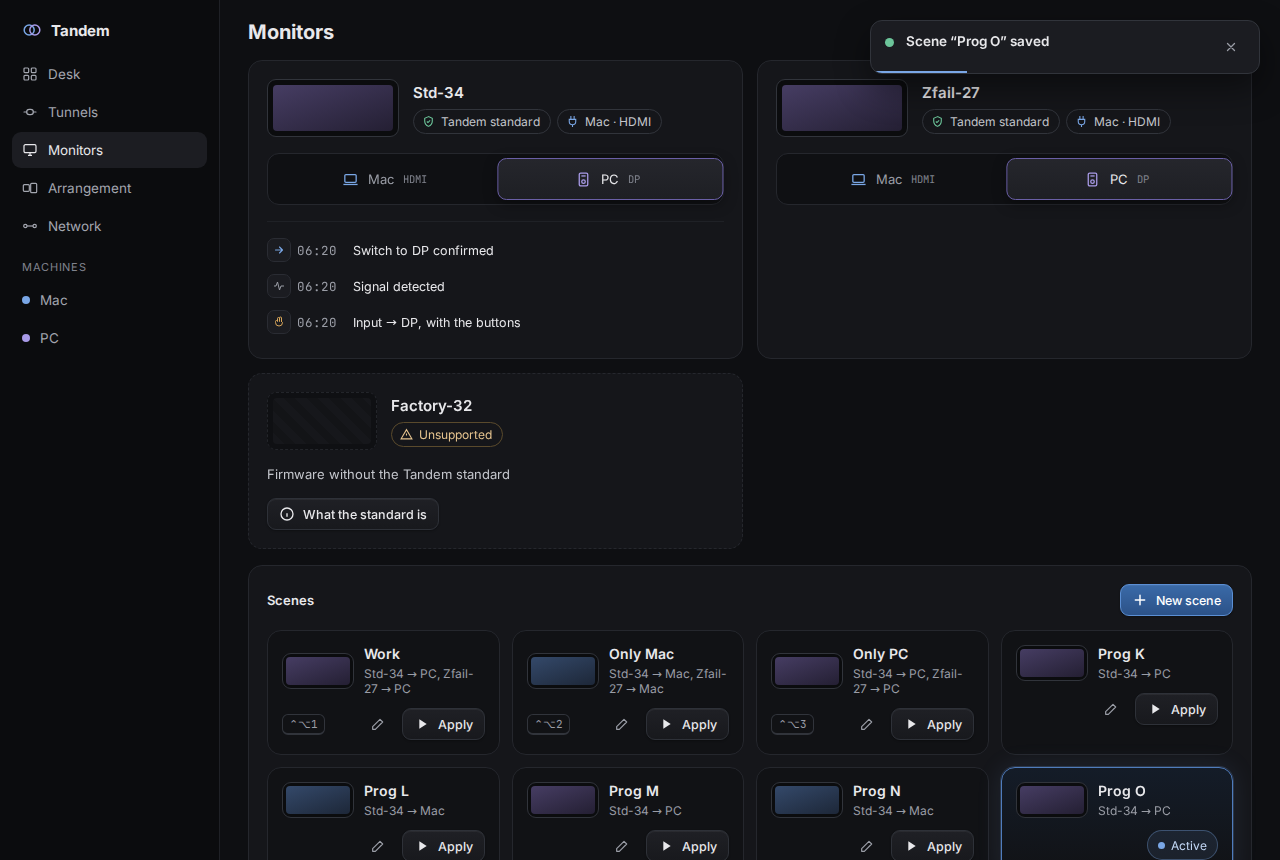 Tandem
Desk
Tunnels
Monitors
Arrangement
Network
MACHINES
Mac
PC
Monitors
Scene “Prog O” saved
Std-34
Tandem standard
Mac · HDMI
Mac HDMI
PC DP
06:20 Switch to DP confirmed
06:20 Signal detected
06:20 Input → DP, with the buttons
Zfail-27
Tandem standard
Mac · HDMI
Mac HDMI
PC DP
Factory-32
Unsupported
Firmware without the Tandem standard
What the standard is
Scenes
New scene
Work
Std-34 → PC, Zfail-
27 → PC
⌃⌥1
Apply
Only Mac
Std-34 → Mac, Zfail-
27 → Mac
⌃⌥2
Apply
Only PC
Std-34 → PC, Zfail-
27 → PC
⌃⌥3
Apply
Prog K
Std-34 → PC
Apply
Prog L
Std-34 → Mac
Apply
Prog M
Std-34 → PC
Apply
Prog N
Std-34 → Mac
Apply
Prog O
Std-34 → PC
Active